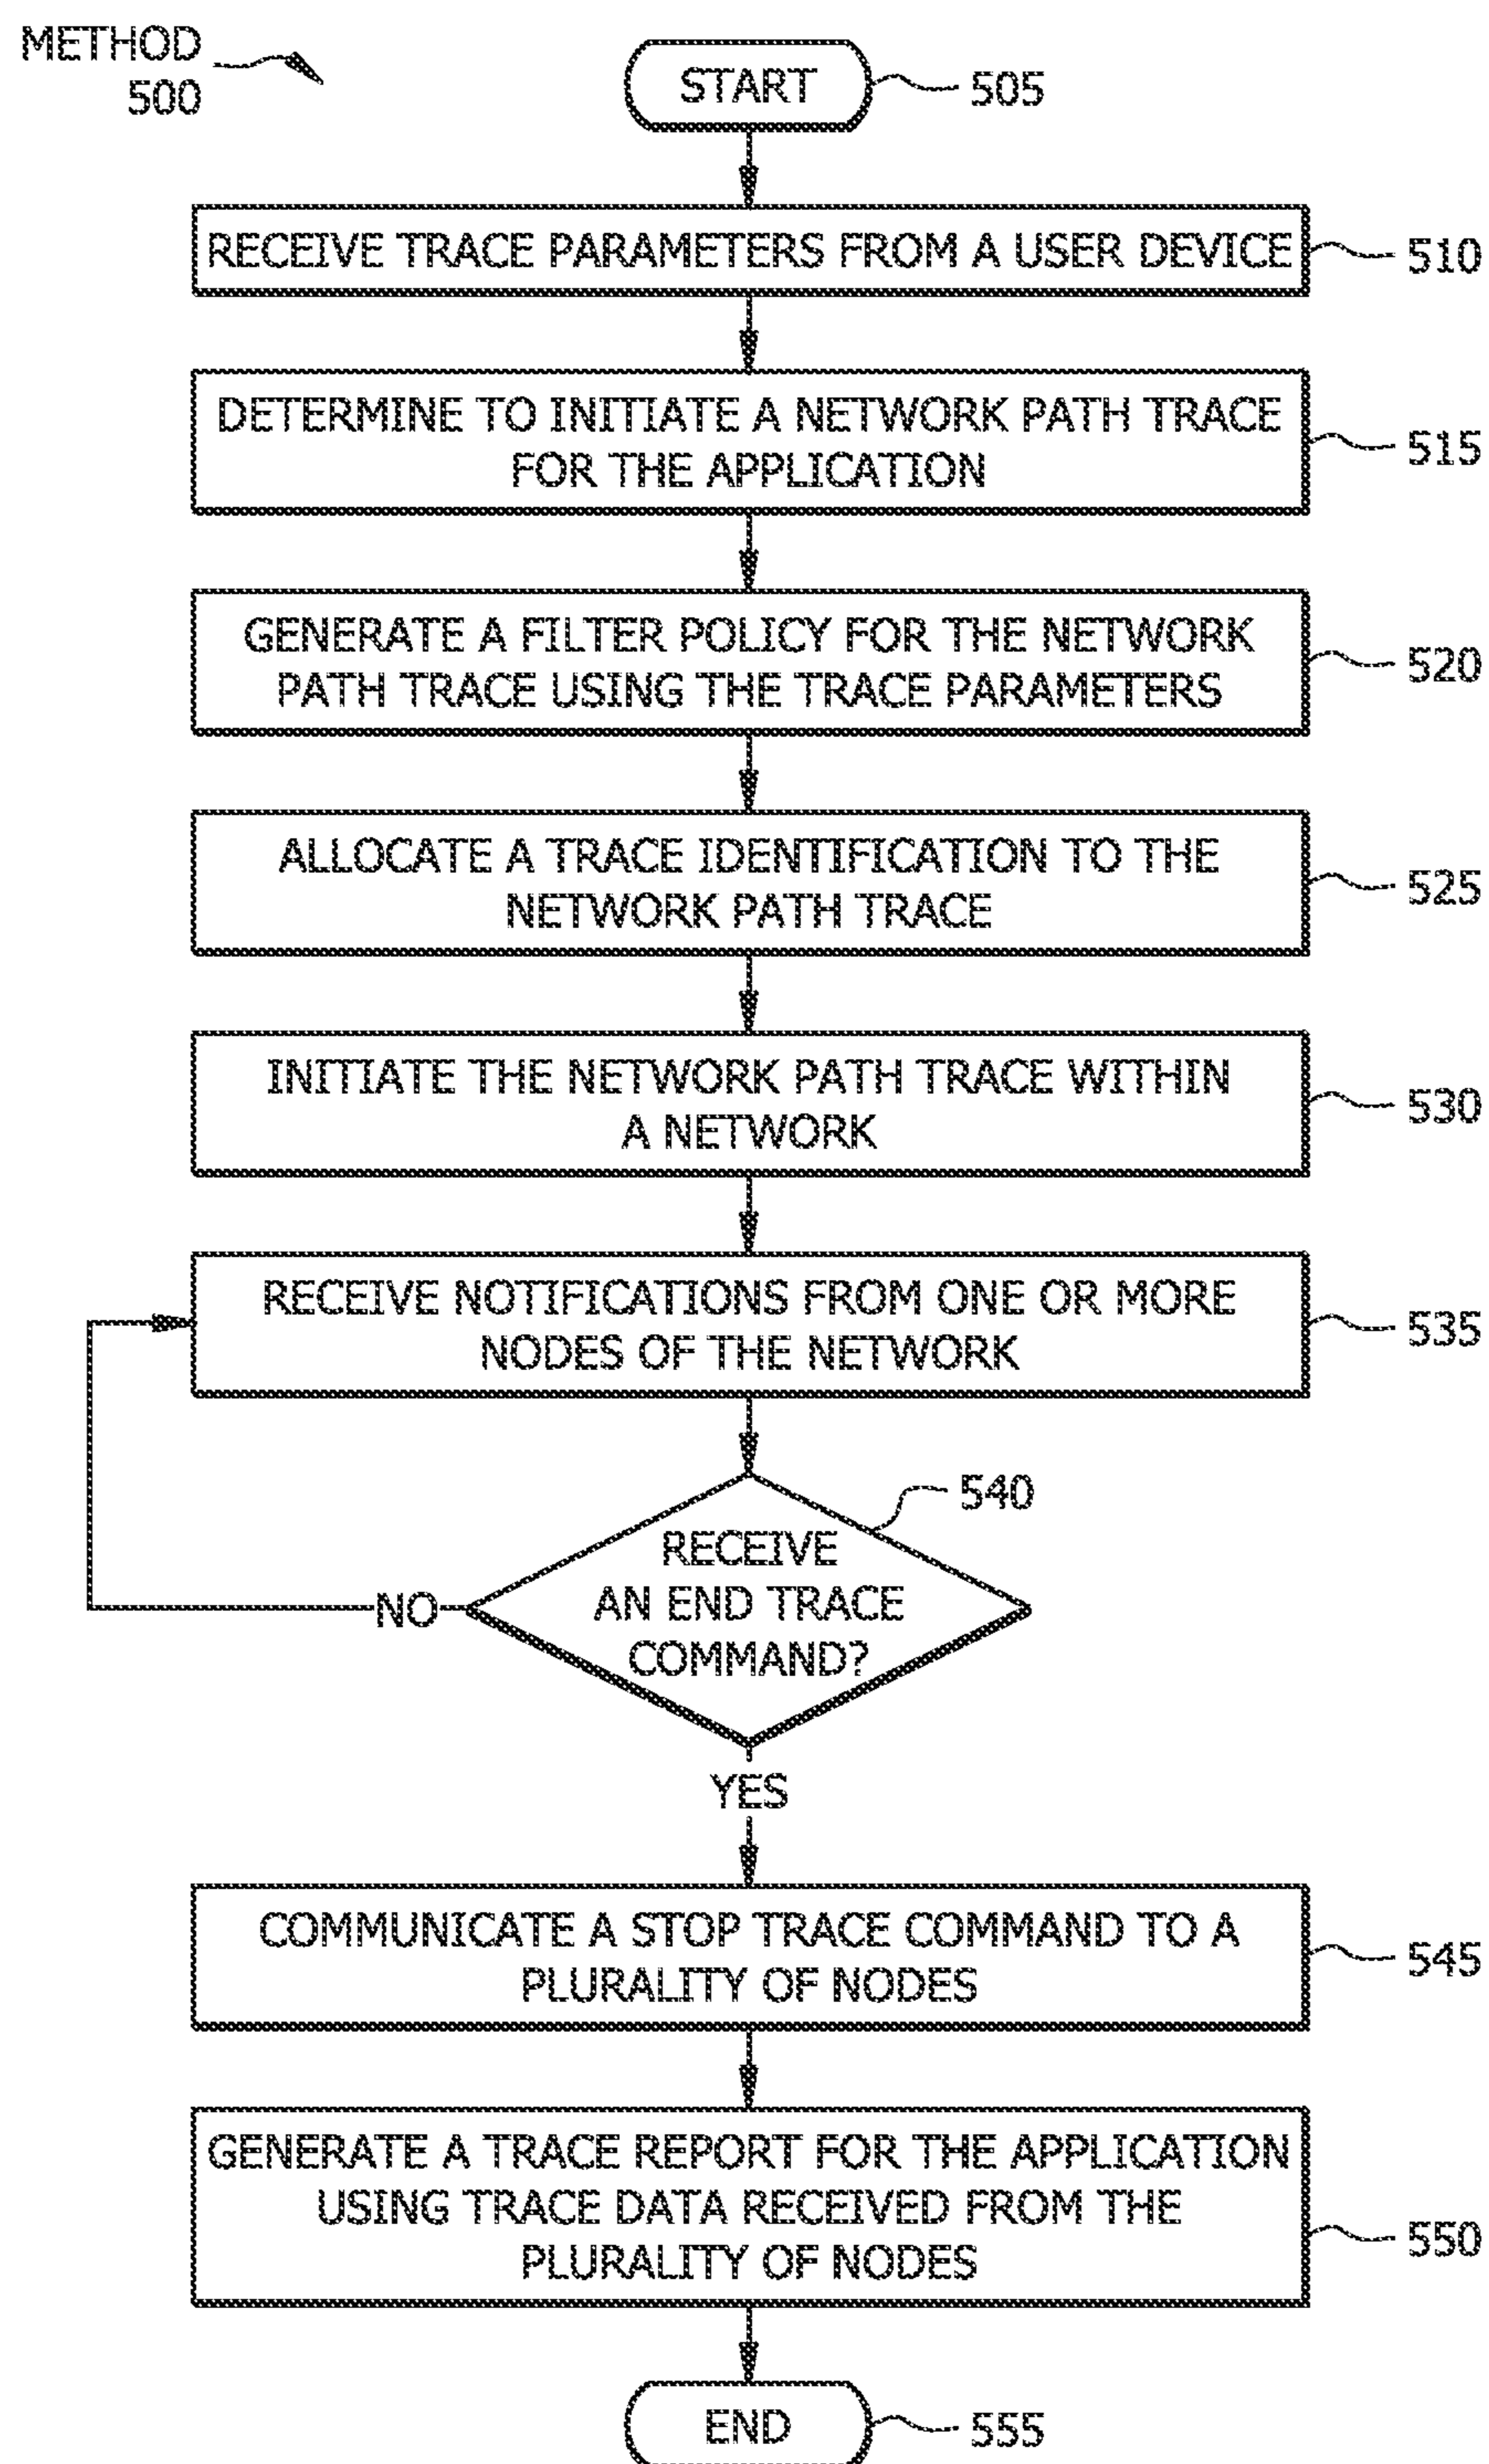 METHOD
500
START
505
RECEIVE TRACE PARAMETERS FROM A USER DEVICE
510
DETERMINE TO INITIATE A NETWORK PATH TRACE
FOR THE APPLICATION
515
GENERATE A FILTER POLICY FOR THE NETWORK
PATH TRACE USING THE TRACE PARAMETERS
520
ALLOCATE A TRACE IDENTIFICATION TO THE
NETWORK PATH TRACE
525
INITIATE THE NETWORK PATH TRACE WITHIN
A NETWORK
530
RECEIVE NOTIFICATIONS FROM ONE OR MORE
NODES OF THE NETWORK
535
540
RECEIVE
AN END TRACE
COMMAND?
NO
YES
COMMUNICATE A STOP TRACE COMMAND TO A
PLURALITY OF NODES
545
GENERATE A TRACE REPORT FOR THE APPLICATION
USING TRACE DATA RECEIVED FROM THE
PLURALITY OF NODES
550
END
555